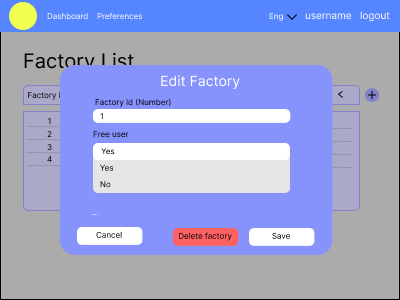 Dashboard Preferences Eng username logout
Factory List
Edit Factory
Factory i <
Factory id (Number)
1
1
Free user
2
3
Yes
4
Yes
No
...
Cancel Delete factory Save